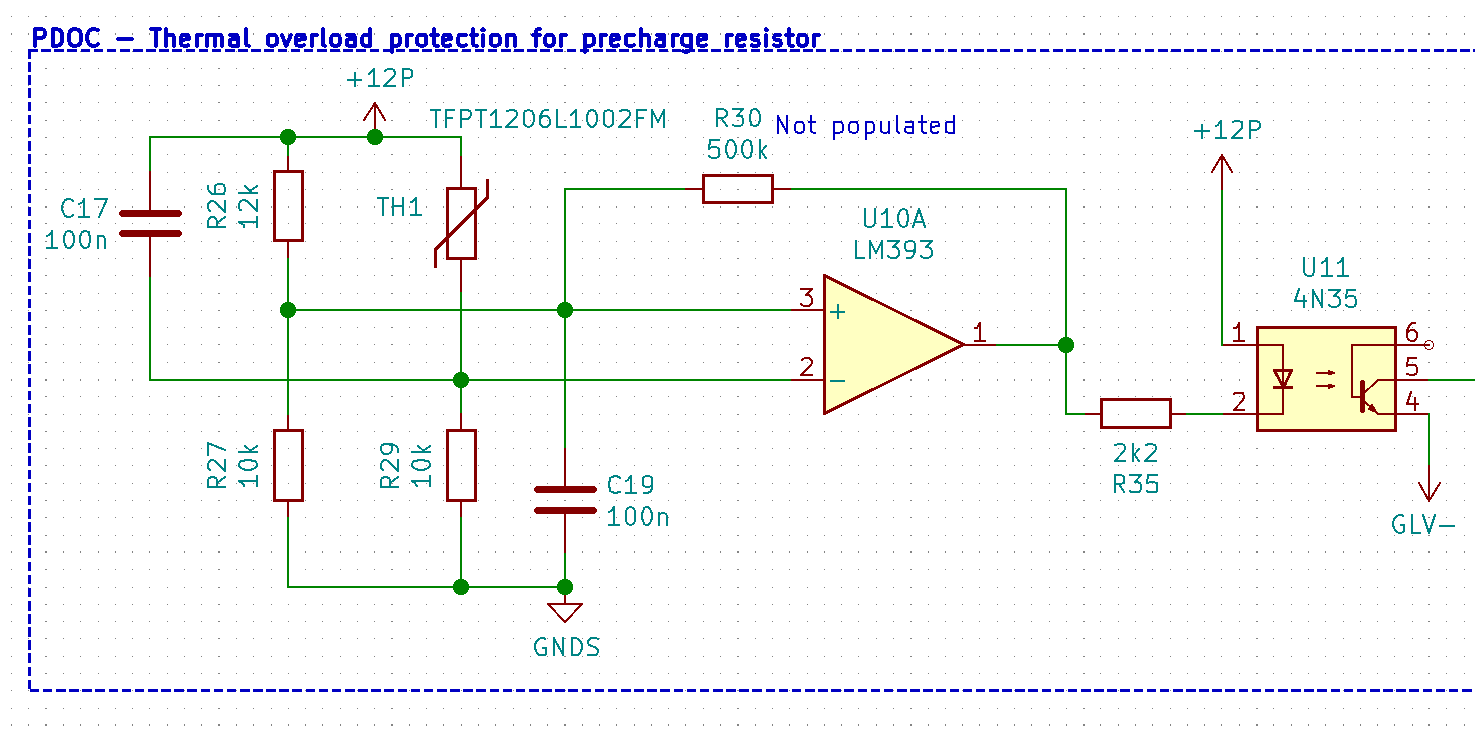 PDOC - Thermal overload protection for precharge resistor
+12P
TFPT1206L1002FM
R30
500k
Not populated
+12P
C17
100n
R26
12k
TH1
U10A
LM393
3
+
1
2
-
U11
4N35
1
2
6
5
4
R27
10k
R29
10k
C19
100n
2k2
R35
GLV-
GNDS